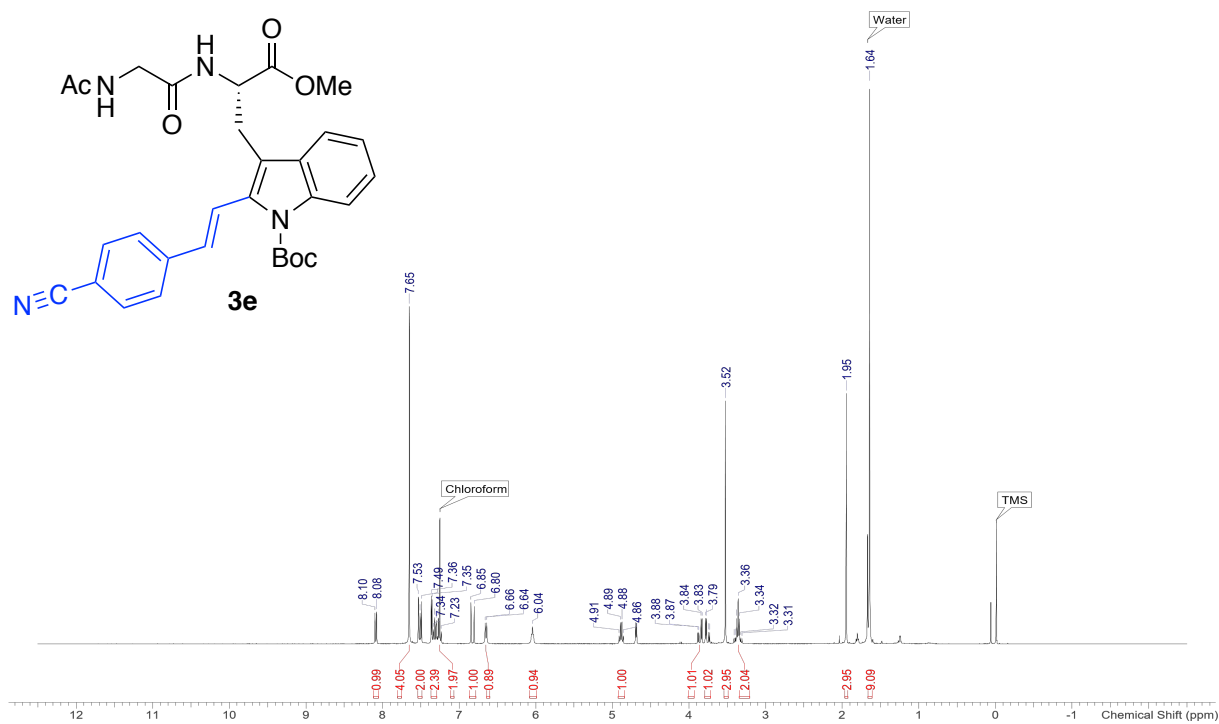 H
N
O
OMe
Ac
N
H
O
N
Boc
N
3e
Water
1.64
7.65
3.52
1.95
Chloroform
TMS
8.10
8.08
7.53
7.49
7.36
7.35
7.34
7.23
6.85
6.80
6.66
6.64
6.04
4.91
4.89
4.88
4.86
3.88
3.87
3.84
3.83
3.79
3.36
3.34
3.32
3.31
0.99
4.05
2.00
2.39
1.97
1.00
0.89
0.94
1.00
1.01
1.02
2.95
2.04
2.95
9.09
12 11 10 9 8 7 6 5 4 3 2 1 0 -1 Chemical Shift (ppm)